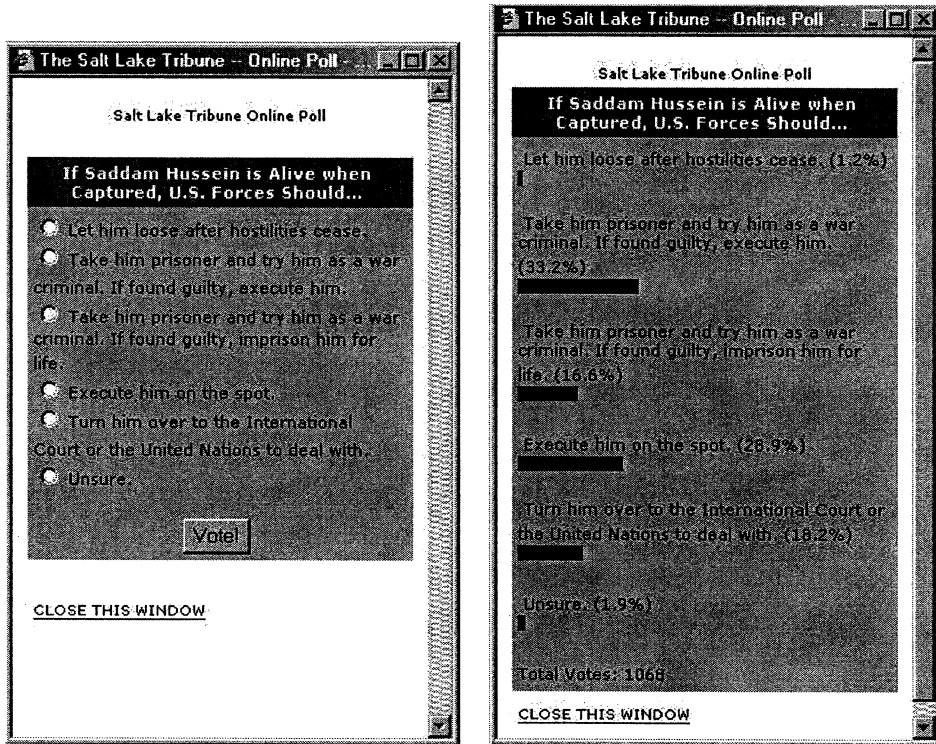 The Salt Lake Tribune -- Online Poll - ...
Salt Lake Tribune Online Poll
If Saddam Hussein is Alive when
Captured, U.S. Forces Should...
Let him loose after hostilities cease.
Take him prisoner and try him as a war
criminal. If found guilty, execute him.
Take him prisoner and try him as a war
criminal. If found guilty, imprison him for
life.
Execute him on the spot.
Turn him over to the International
Court or the United Nations to deal with.
Unsure.
Vote!
CLOSE THIS WINDOW
The Salt Lake Tribune -- Online Poll - ...
Salt Lake Tribune Online Poll
If Saddam Hussein is Alive when
Captured, U.S. Forces Should...
Let him loose after hostilities cease. (1.2%)
Take him prisoner and try him as a war
criminal. If found guilty, execute him.
(33.2%)
Take him prisoner and try him as a war
criminal. If found guilty, imprison him for
life. (16.6%)
Execute him on the spot. (28.9%)
Turn him over to the International Court or
the United Nations to deal with. (18.2%)
Unsure. (1.9%)
Total Votes: 1068
CLOSE THIS WINDOW